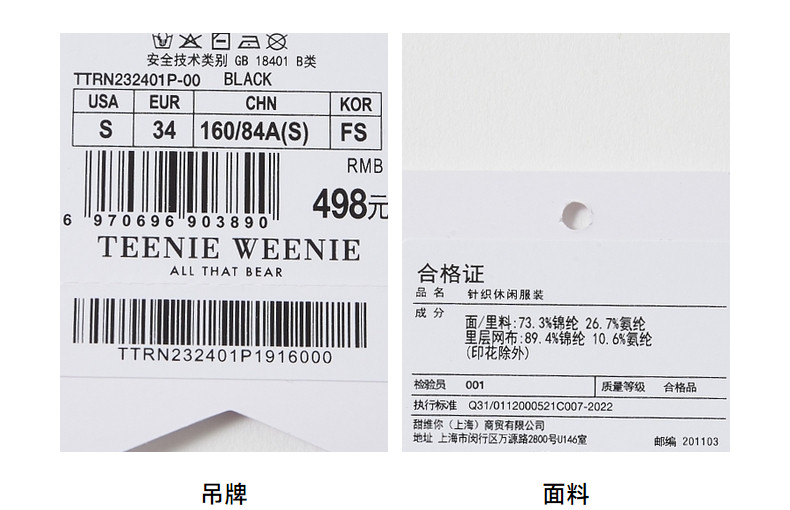 安全技术类别 GB 18401 B类
TTRN232401P-00 BLACK
USA EUR CHN KOR
S 34 160/84A(S) FS
RMB
498元
6 970696 903890
TEENIE WEENIE
ALL THAT BEAR
TTRN232401P1916000
吊牌
合格证
品名 针织休闲服装
成分 面/里料:73.3%锦纶 26.7%氨纶
里层网布:89.4%锦纶 10.6%氨纶
(印花除外)
检验员 001 质量等级 合格品
执行标准 Q31/0112000521C007-2022
甜维你（上海）商贸有限公司
地址 上海市闵行区万源路2800号U146室 邮编 201103
面料